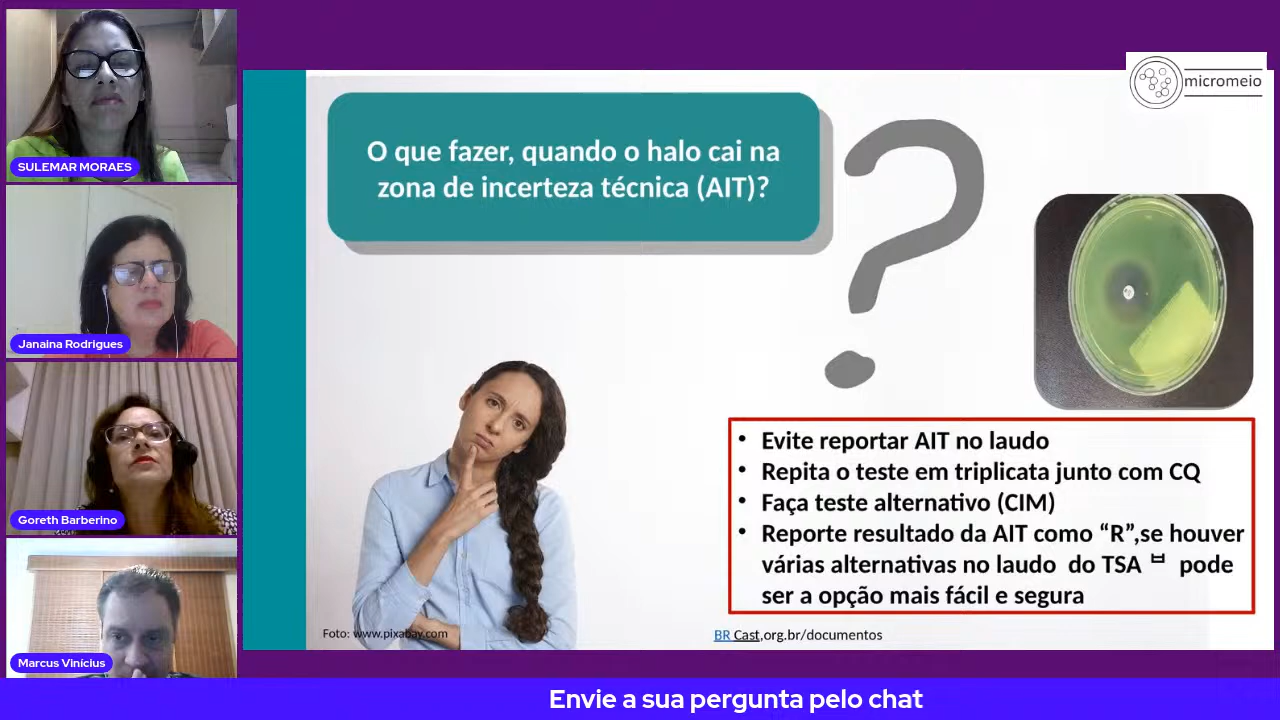 SULEMAR MORAES
Janaina Rodrigues
Goreth Barberino
Marcus Vinícius
micromeio
O que fazer, quando o halo cai na
zona de incerteza técnica (AIT)?
• Evite reportar AIT no laudo
• Repita o teste em triplicata junto com CQ
• Faça teste alternativo (CIM)
• Reporte resultado da AIT como “R”,se houver
várias alternativas no laudo do TSA pode
ser a opção mais fácil e segura
Foto: www.pixabay.com
BR Cast,org.br/documentos
Envie a sua pergunta pelo chat